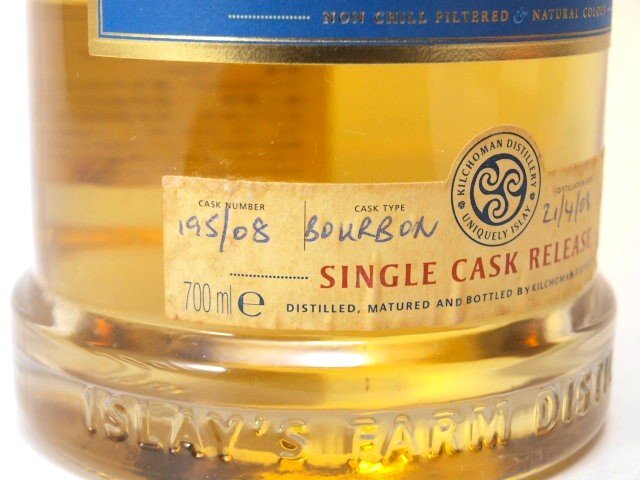 NON CHILL FILTERED & NATURAL COLOUR
CASK NUMBER
195/08
CASK TYPE
BOURBON
KILCHOMAN DISTILLERY
UNIQUELY ISLAY
DISTILLATION
21/4/08
SINGLE CASK RELEASE
700 ml e
DISTILLED, MATURED AND BOTTLED BY KILCHOMAN
ISLAY'S FARM